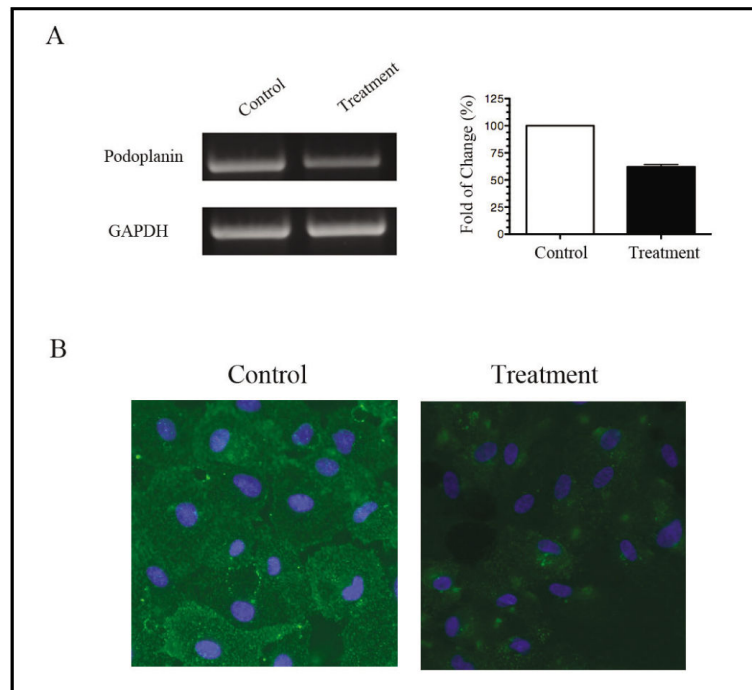 A
Control
Treatment
Podoplanin
GAPDH
Fold of Change (%)
125
100
75
50
25
0
Control
Treatment
B
Control
Treatment